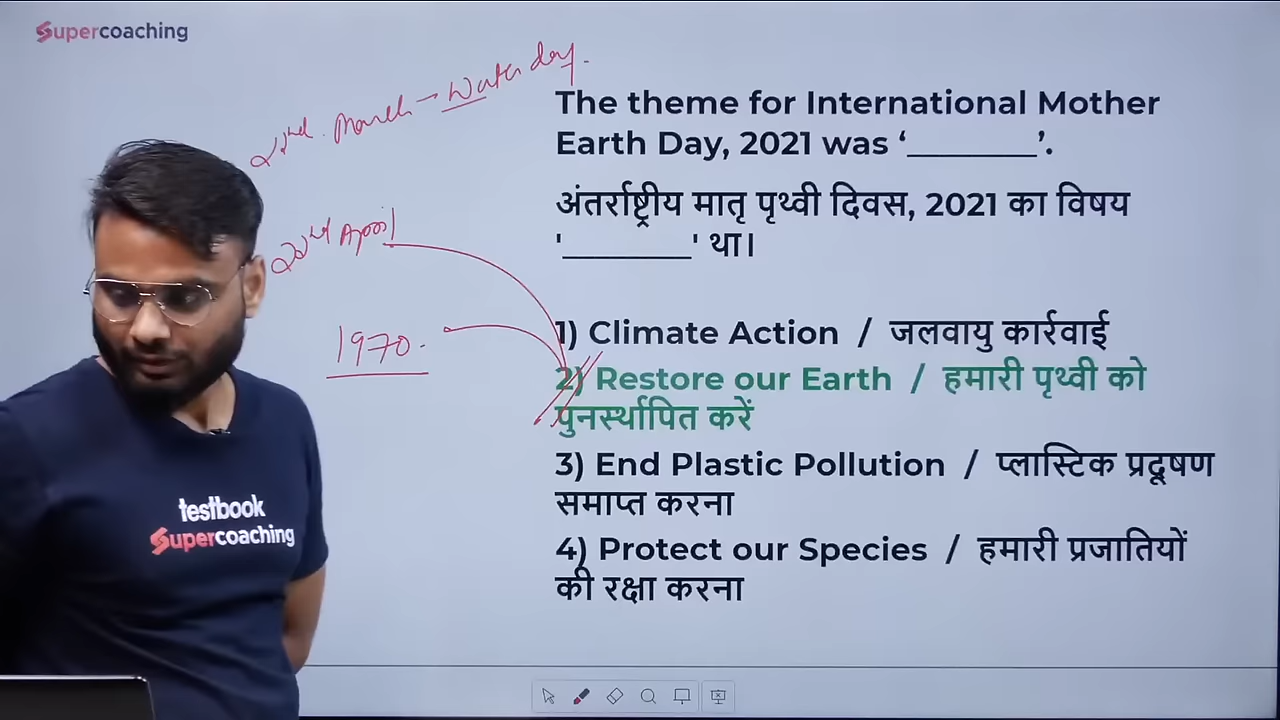 Supercoaching
22nd March → Water day.
22nd April
1970.
The theme for International Mother
Earth Day, 2021 was ‘________’.
अंतर्राष्ट्रीय मातृ पृथ्वी दिवस, 2021 का विषय
'________' था।
1) Climate Action / जलवायु कार्रवाई
2) Restore our Earth / हमारी पृथ्वी को
पुनर्स्थापित करें
3) End Plastic Pollution / प्लास्टिक प्रदूषण
समाप्त करना
4) Protect our Species / हमारी प्रजातियों
की रक्षा करना
testbook
Supercoaching